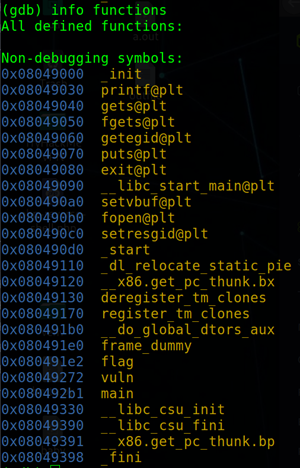 (gdb) info functions
All defined functions:
Non-debugging symbols:
0x08049000 _init
0x08049030 printf@plt
0x08049040 gets@plt
0x08049050 fgets@plt
0x08049060 getegid@plt
0x08049070 puts@plt
0x08049080 exit@plt
0x08049090 __libc_start_main@plt
0x080490a0 setvbuf@plt
0x080490b0 fopen@plt
0x080490c0 setresgid@plt
0x080490d0 _start
0x08049110 _dl_relocate_static_pie
0x08049120 __x86.get_pc_thunk.bx
0x08049130 deregister_tm_clones
0x08049170 register_tm_clones
0x080491b0 __do_global_dtors_aux
0x080491e0 frame_dummy
0x080491e2 flag
0x08049272 vuln
0x080492b1 main
0x08049330 __libc_csu_init
0x08049390 __libc_csu_fini
0x08049391 __x86.get_pc_thunk.bp
0x08049398 _fini